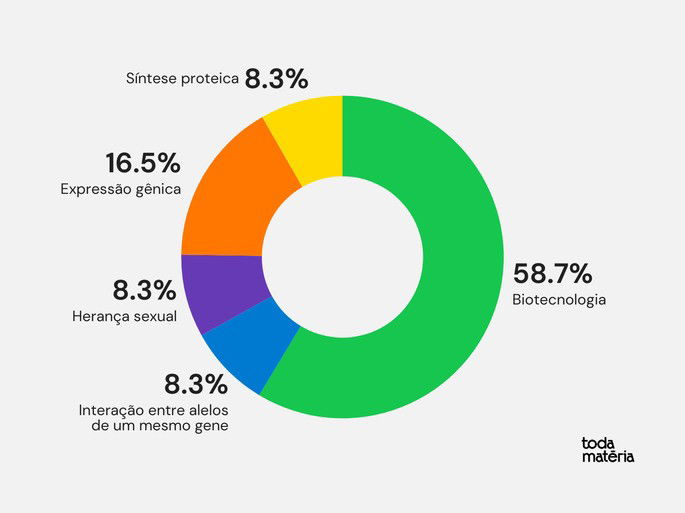 Síntese proteica 8.3%
16.5%
Expressão gênica
8.3%
Herança sexual
8.3%
Interação entre alelos
de um mesmo gene
58.7%
Biotecnologia
toda
matéria